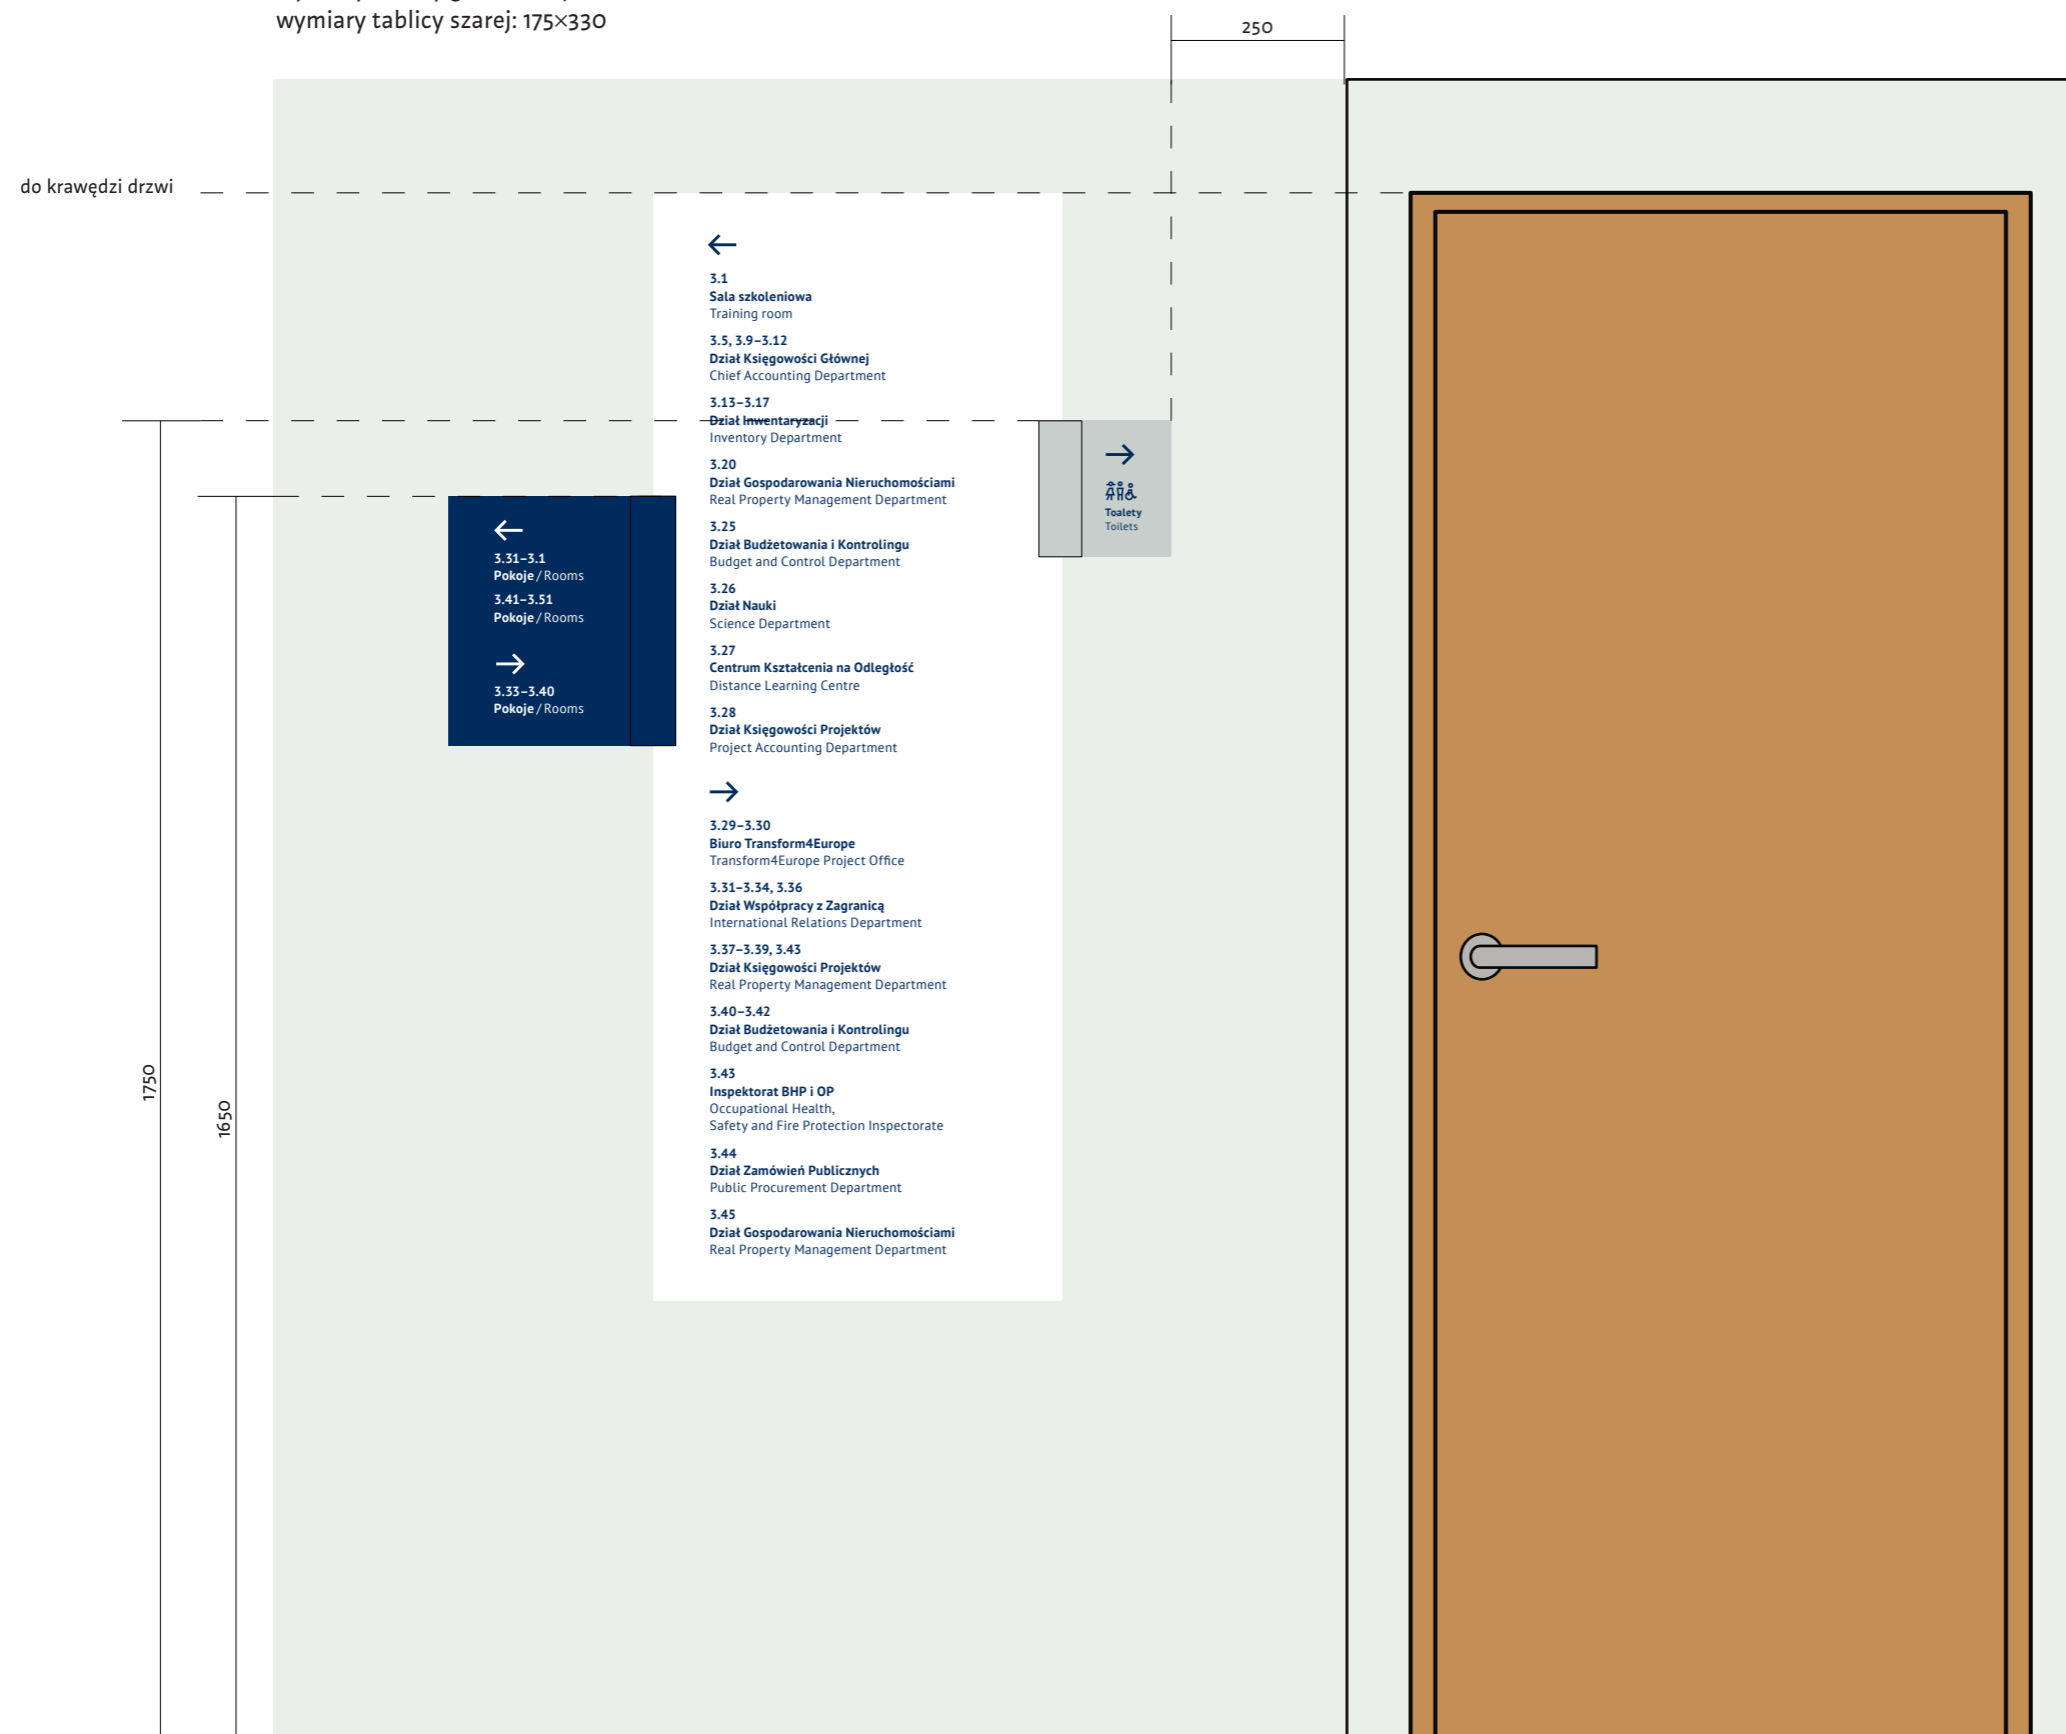 wymiary tablicy szarej: 175×330
250
do krawędzi drzwi
3.1
Sala szkoleniowa
Training room
3.5, 3.9–3.12
Dział Księgowości Głównej
Chief Accounting Department
3.13–3.17
Dział Inwentaryzacji
Inventory Department
3.20
Dział Gospodarowania Nieruchomościami
Real Property Management Department
3.25
Dział Budżetowania i Kontrolingu
Budget and Control Department
3.26
Dział Nauki
Science Department
3.27
Centrum Kształcenia na Odległość
Distance Learning Centre
3.28
Dział Księgowości Projektów
Project Accounting Department
3.29–3.30
Biuro Transform4Europe
Transform4Europe Project Office
3.31–3.34, 3.36
Dział Współpracy z Zagranicą
International Relations Department
3.37–3.39, 3.43
Dział Księgowości Projektów
Real Property Management Department
3.40–3.42
Dział Budżetowania i Kontrolingu
Budget and Control Department
3.43
Inspektorat BHP i OP
Occupational Health,
Safety and Fire Protection Inspectorate
3.44
Dział Zamówień Publicznych
Public Procurement Department
3.45
Dział Gospodarowania Nieruchomościami
Real Property Management Department
3.31–3.1
Pokoje / Rooms
3.41–3.51
Pokoje / Rooms
3.33–3.40
Pokoje / Rooms
Toalety
Toilets
1750
1650